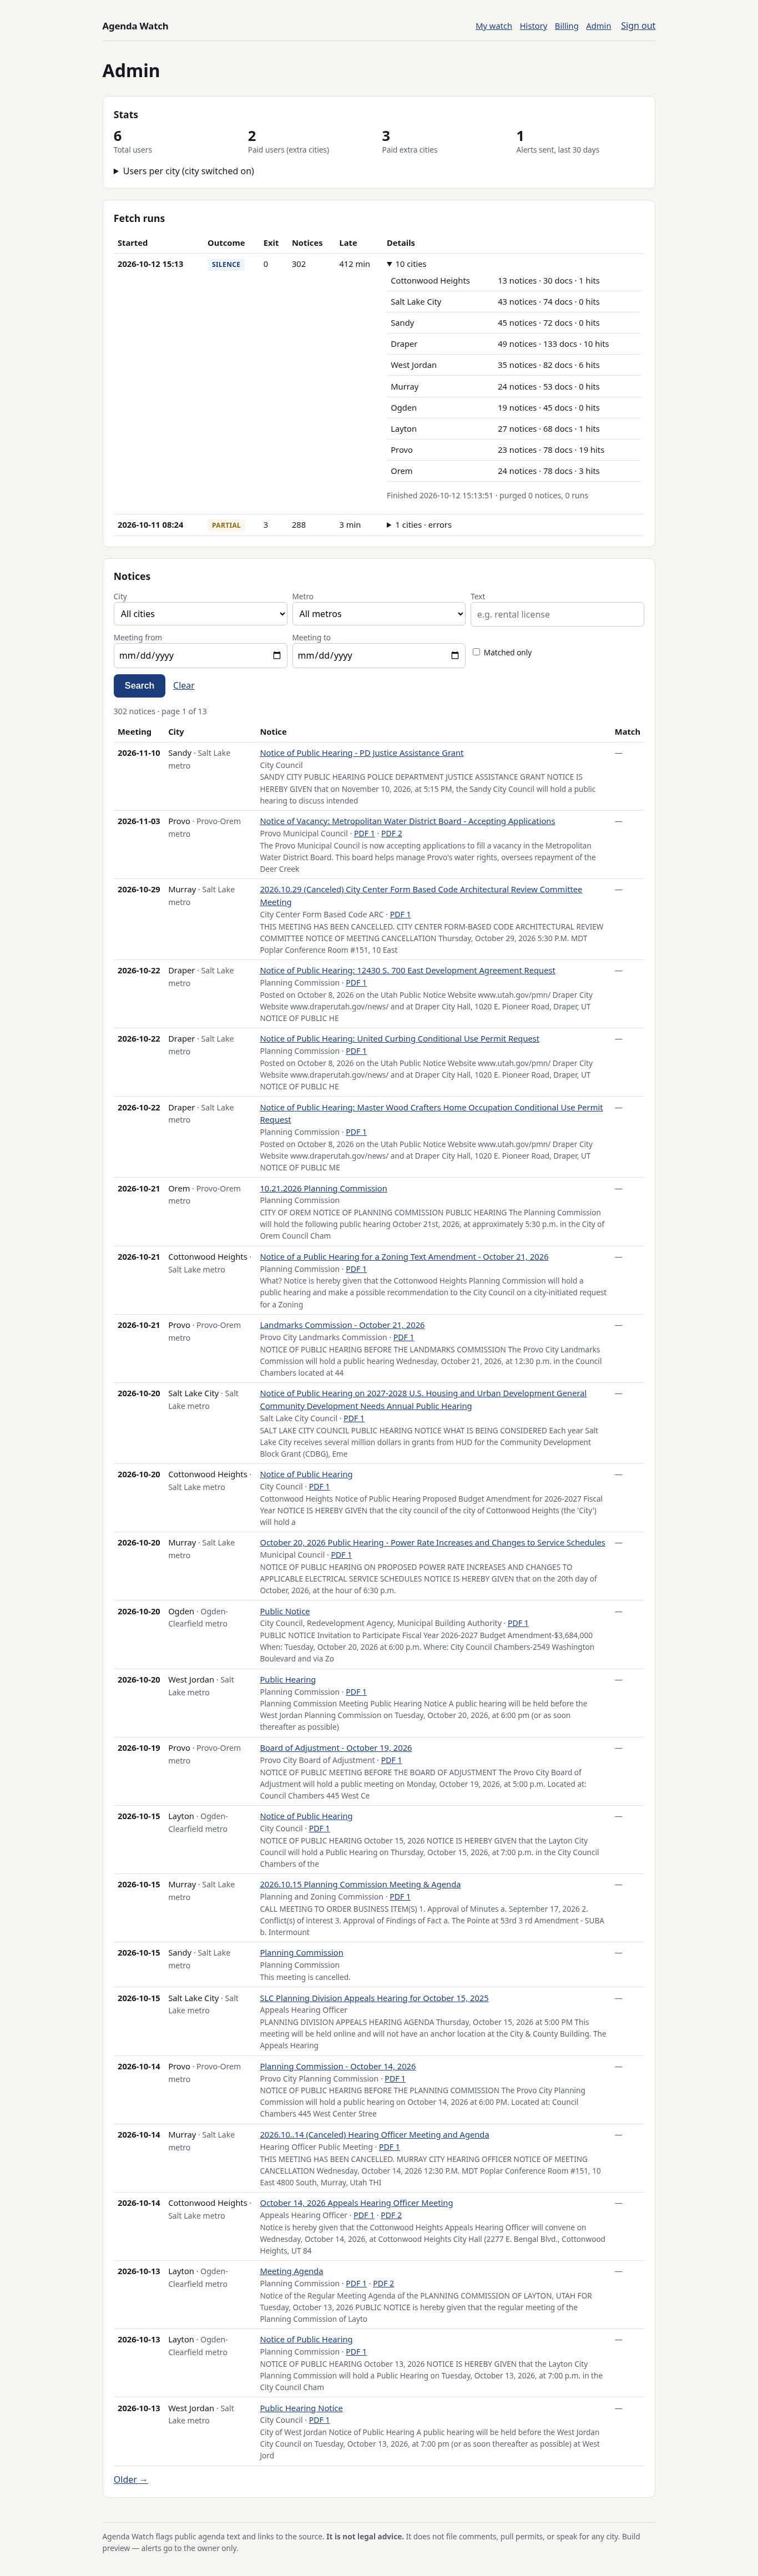 Agenda Watch
My watch History Billing Admin Sign out
Admin
Stats
6 2 3 1
Total users Paid users (extra cities) Paid extra cities Alerts sent, last 30 days
▶ Users per city (city switched on)
Fetch runs
Started Outcome Exit Notices Late Details
2026-10-12 15:13 SILENCE 0 302 412 min ▼ 10 cities
Cottonwood Heights 13 notices · 30 docs · 1 hits
Salt Lake City 43 notices · 74 docs · 0 hits
Sandy 45 notices · 72 docs · 0 hits
Draper 49 notices · 133 docs · 10 hits
West Jordan 35 notices · 82 docs · 6 hits
Murray 24 notices · 53 docs · 0 hits
Ogden 19 notices · 45 docs · 0 hits
Layton 27 notices · 68 docs · 1 hits
Provo 23 notices · 78 docs · 19 hits
Orem 24 notices · 78 docs · 3 hits
Finished 2026-10-12 15:13:51 · purged 0 notices, 0 runs
2026-10-11 08:24 PARTIAL 3 288 3 min ▶ 1 cities · errors
Notices
City Metro Text
All cities All metros e.g. rental license
Meeting from Meeting to
mm/dd/yyyy mm/dd/yyyy Matched only
Search Clear
302 notices · page 1 of 13
Meeting City Notice Match
2026-11-10 Sandy · Salt Lake metro Notice of Public Hearing - PD Justice Assistance Grant —
City Council
SANDY CITY PUBLIC HEARING POLICE DEPARTMENT JUSTICE ASSISTANCE GRANT NOTICE IS
HEREBY GIVEN that on November 10, 2026, at 5:15 PM, the Sandy City Council will hold a public
hearing to discuss intended
2026-11-03 Provo · Provo-Orem metro Notice of Vacancy: Metropolitan Water District Board - Accepting Applications —
Provo Municipal Council · PDF 1 · PDF 2
The Provo Municipal Council is now accepting applications to fill a vacancy in the Metropolitan
Water District Board. This board helps manage Provo's water rights, oversees repayment of the
Deer Creek
2026-10-29 Murray · Salt Lake metro 2026.10.29 (Canceled) City Center Form Based Code Architectural Review Committee —
Meeting
City Center Form Based Code ARC · PDF 1
THIS MEETING HAS BEEN CANCELLED. CITY CENTER FORM-BASED CODE ARCHITECTURAL REVIEW
COMMITTEE NOTICE OF MEETING CANCELLATION Thursday, October 29, 2026 5:30 P.M. MDT
Poplar Conference Room #151, 10 East
2026-10-22 Draper · Salt Lake metro Notice of Public Hearing: 12430 S. 700 East Development Agreement Request —
Planning Commission · PDF 1
Posted on October 8, 2026 on the Utah Public Notice Website www.utah.gov/pmn/ Draper City
Website www.draperutah.gov/news/ and at Draper City Hall, 1020 E. Pioneer Road, Draper, UT
NOTICE OF PUBLIC HE
2026-10-22 Draper · Salt Lake metro Notice of Public Hearing: United Curbing Conditional Use Permit Request —
Planning Commission · PDF 1
Posted on October 8, 2026 on the Utah Public Notice Website www.utah.gov/pmn/ Draper City
Website www.draperutah.gov/news/ and at Draper City Hall, 1020 E. Pioneer Road, Draper, UT
NOTICE OF PUBLIC HE
2026-10-22 Draper · Salt Lake metro Notice of Public Hearing: Master Wood Crafters Home Occupation Conditional Use Permit —
Request
Planning Commission · PDF 1
Posted on October 8, 2026 on the Utah Public Notice Website www.utah.gov/pmn/ Draper City
Website www.draperutah.gov/news/ and at Draper City Hall, 1020 E. Pioneer Road, Draper, UT
NOTICE OF PUBLIC ME
2026-10-21 Orem · Provo-Orem metro 10.21.2026 Planning Commission —
Planning Commission
CITY OF OREM NOTICE OF PLANNING COMMISSION PUBLIC HEARING The Planning Commission
will hold the following public hearing October 21st, 2026, at approximately 5:30 p.m. in the City of
Orem Council Cham
2026-10-21 Cottonwood Heights · Salt Lake metro Notice of a Public Hearing for a Zoning Text Amendment - October 21, 2026 —
Planning Commission · PDF 1
What? Notice is hereby given that the Cottonwood Heights Planning Commission will hold a
public hearing and make a possible recommendation to the City Council on a city-initiated request
for a Zoning
2026-10-21 Provo · Provo-Orem metro Landmarks Commission - October 21, 2026 —
Provo City Landmarks Commission · PDF 1
NOTICE OF PUBLIC HEARING BEFORE THE LANDMARKS COMMISSION The Provo City Landmarks
Commission will hold a public hearing Wednesday, October 21, 2026, at 12:30 p.m. in the Council
Chambers located at 44
2026-10-20 Salt Lake City · Salt Lake metro Notice of Public Hearing on 2027-2028 U.S. Housing and Urban Development General —
Community Development Needs Annual Public Hearing
Salt Lake City Council · PDF 1
SALT LAKE CITY COUNCIL PUBLIC HEARING NOTICE WHAT IS BEING CONSIDERED Each year Salt
Lake City receives several million dollars in grants from HUD for the Community Development
Block Grant (CDBG), Eme
2026-10-20 Cottonwood Heights · Salt Lake metro Notice of Public Hearing —
City Council · PDF 1
Cottonwood Heights Notice of Public Hearing Proposed Budget Amendment for 2026-2027 Fiscal
Year NOTICE IS HEREBY GIVEN that the city council of the city of Cottonwood Heights (the 'City')
will hold a
2026-10-20 Murray · Salt Lake metro October 20, 2026 Public Hearing - Power Rate Increases and Changes to Service Schedules —
Municipal Council · PDF 1
NOTICE OF PUBLIC HEARING ON PROPOSED POWER RATE INCREASES AND CHANGES TO
APPLICABLE ELECTRICAL SERVICE SCHEDULES NOTICE IS HEREBY GIVEN that on the 20th day of
October, 2026, at the hour of 6:30 p.m.
2026-10-20 Ogden · Ogden-Clearfield metro Public Notice —
City Council, Redevelopment Agency, Municipal Building Authority · PDF 1
PUBLIC NOTICE Invitation to Participate Fiscal Year 2026-2027 Budget Amendment-$3,684,000
When: Tuesday, October 20, 2026 at 6:00 p.m. Where: City Council Chambers-2549 Washington
Boulevard and via Zo
2026-10-20 West Jordan · Salt Lake metro Public Hearing —
Planning Commission · PDF 1
Planning Commission Meeting Public Hearing Notice A public hearing will be held before the
West Jordan Planning Commission on Tuesday, October 20, 2026, at 6:00 pm (or as soon
thereafter as possible)
2026-10-19 Provo · Provo-Orem metro Board of Adjustment - October 19, 2026 —
Provo City Board of Adjustment · PDF 1
NOTICE OF PUBLIC MEETING BEFORE THE BOARD OF ADJUSTMENT The Provo City Board of
Adjustment will hold a public meeting on Monday, October 19, 2026, at 5:00 p.m. Located at:
Council Chambers 445 West Ce
2026-10-15 Layton · Ogden-Clearfield metro Notice of Public Hearing —
City Council · PDF 1
NOTICE OF PUBLIC HEARING October 15, 2026 NOTICE IS HEREBY GIVEN that the Layton City
Council will hold a Public Hearing on Thursday, October 15, 2026, at 7:00 p.m. in the City Council
Chambers of the
2026-10-15 Murray · Salt Lake metro 2026.10.15 Planning Commission Meeting & Agenda —
Planning and Zoning Commission · PDF 1
CALL MEETING TO ORDER BUSINESS ITEM(S) 1. Approval of Minutes a. September 17, 2026 2.
Conflict(s) of interest 3. Approval of Findings of Fact a. The Pointe at 53rd 3 rd Amendment - SUBA
b. Intermount
2026-10-15 Sandy · Salt Lake metro Planning Commission —
Planning Commission
This meeting is cancelled.
2026-10-15 Salt Lake City · Salt Lake metro SLC Planning Division Appeals Hearing for October 15, 2025 —
Appeals Hearing Officer
PLANNING DIVISION APPEALS HEARING AGENDA Thursday, October 15, 2026 at 5:00 PM This
meeting will be held online and will not have an anchor location at the City & County Building. The
Appeals Hearing
2026-10-14 Provo · Provo-Orem metro Planning Commission - October 14, 2026 —
Provo City Planning Commission · PDF 1
NOTICE OF PUBLIC HEARING BEFORE THE PLANNING COMMISSION The Provo City Planning
Commission will hold a public hearing on October 14, 2026 at 6:00 PM. Located at: Council
Chambers 445 West Center Stree
2026-10-14 Murray · Salt Lake metro 2026.10..14 (Canceled) Hearing Officer Meeting and Agenda —
Hearing Officer Public Meeting · PDF 1
THIS MEETING HAS BEEN CANCELLED. MURRAY CITY HEARING OFFICER NOTICE OF MEETING
CANCELLATION Wednesday, October 14, 2026 12:30 P.M. MDT Poplar Conference Room #151, 10
East 4800 South, Murray, Utah THI
2026-10-14 Cottonwood Heights · Salt Lake metro October 14, 2026 Appeals Hearing Officer Meeting —
Appeals Hearing Officer · PDF 1 · PDF 2
Notice is hereby given that the Cottonwood Heights Appeals Hearing Officer will convene on
Wednesday, October 14, 2026, at Cottonwood Heights City Hall (2277 E. Bengal Blvd., Cottonwood
Heights, UT 84
2026-10-13 Layton · Ogden-Clearfield metro Meeting Agenda —
Planning Commission · PDF 1 · PDF 2
Notice of the Regular Meeting Agenda of the PLANNING COMMISSION OF LAYTON, UTAH FOR
Tuesday, October 13, 2026 PUBLIC NOTICE is hereby given that the regular meeting of the
Planning Commission of Layto
2026-10-13 Layton · Ogden-Clearfield metro Notice of Public Hearing —
Planning Commission · PDF 1
NOTICE OF PUBLIC HEARING October 13, 2026 NOTICE IS HEREBY GIVEN that the Layton City
Planning Commission will hold a Public Hearing on Tuesday, October 13, 2026, at 7:00 p.m. in the
City Council Cham
2026-10-13 West Jordan · Salt Lake metro Public Hearing Notice —
City Council · PDF 1
City of West Jordan Notice of Public Hearing A public hearing will be held before the West Jordan
City Council on Tuesday, October 13, 2026, at 7:00 pm (or as soon thereafter as possible) at West
Jord
Older →
Agenda Watch flags public agenda text and links to the source. It is not legal advice. It does not file comments, pull permits, or speak for any city. Build
preview — alerts go to the owner only.